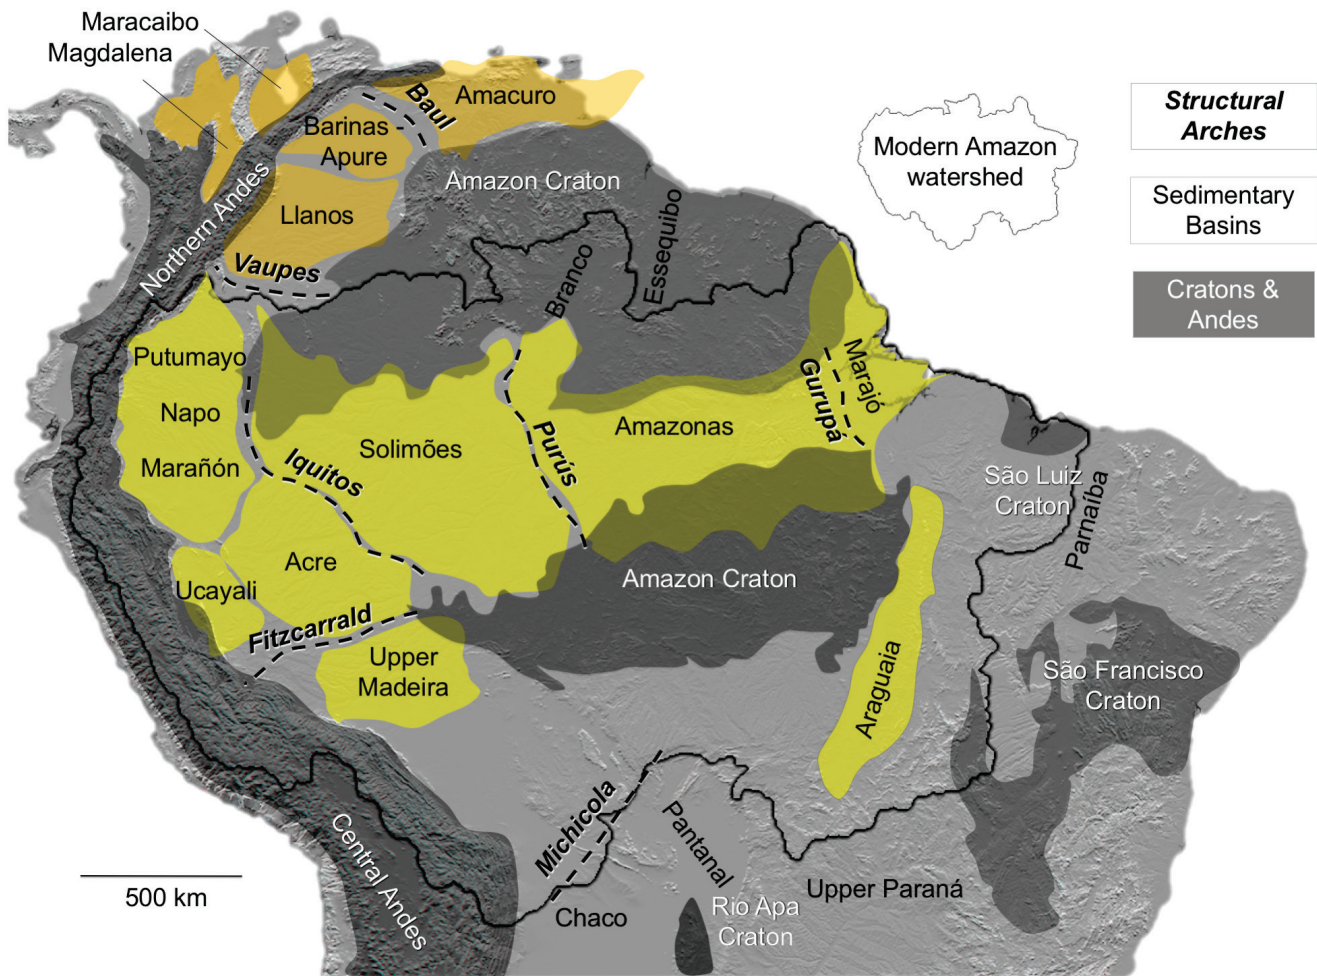 Maracaibo
Magdalena
Baul
Amacuro
Barinas -
Apure
Amazon Craton
Llanos
Northern Andes
Vaupes
Branco
Essequibo
Modern Amazon
watershed
Structural
Arches
Sedimentary
Basins
Cratons &
Andes
Putumayo
Napo
Marañón
Iquitos
Solimões
Purús
Amazonas
Gurupá
Marajó
São Luiz
Craton
Parnaíba
Acre
Ucayali
Fitzcarrald
Upper
Madeira
Amazon Craton
Araguaia
São Francisco
Craton
Michicola
Pantanal
Upper Paraná
Chaco
Rio Apa
Craton
Central Andes
500 km